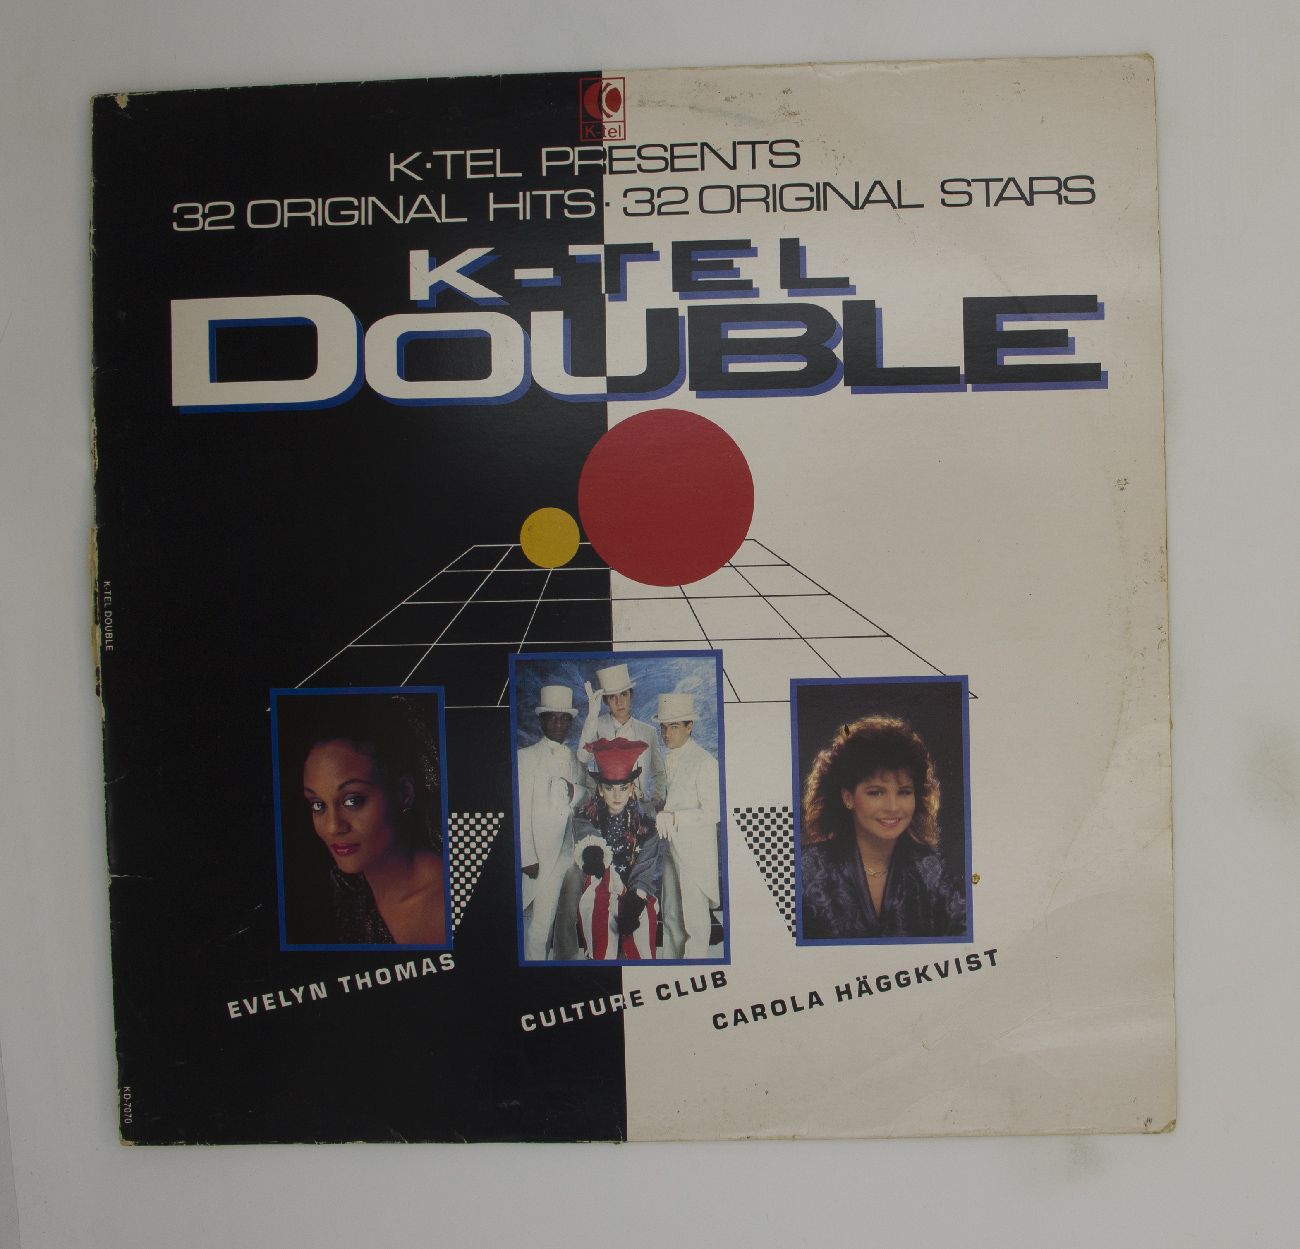 K-tel
K·TEL PRESENTS
32 ORIGINAL HITS · 32 ORIGINAL STARS
K-TEL
DOUBLE
K-TEL DOUBLE
EVELYN THOMAS
CULTURE CLUB
CAROLA HÄGGKVIST
KD-7070